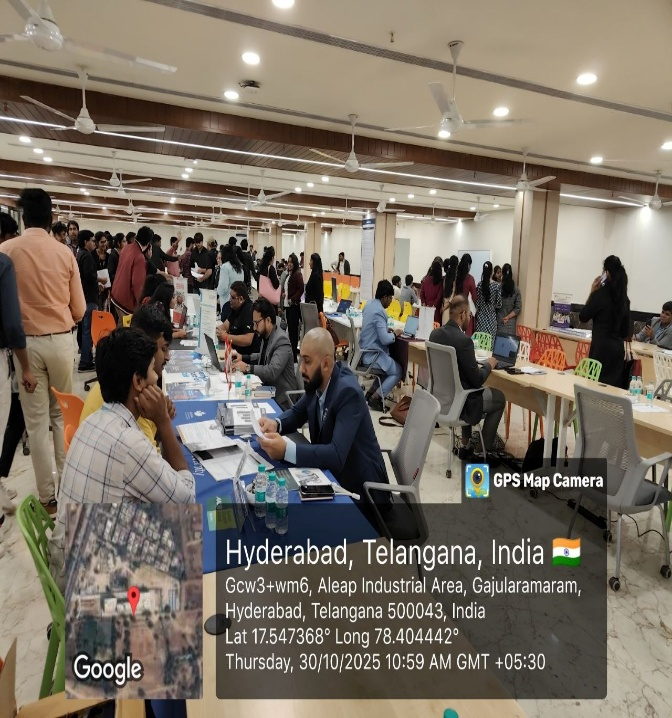 GPS Map Camera
Hyderabad, Telangana, India 🇮🇳
Gcw3+wm6, Aleap Industrial Area, Gajularamaram,
Hyderabad, Telangana 500043, India
Lat 17.547368° Long 78.404442°
Thursday, 30/10/2025 10:59 AM GMT +05:30
Google